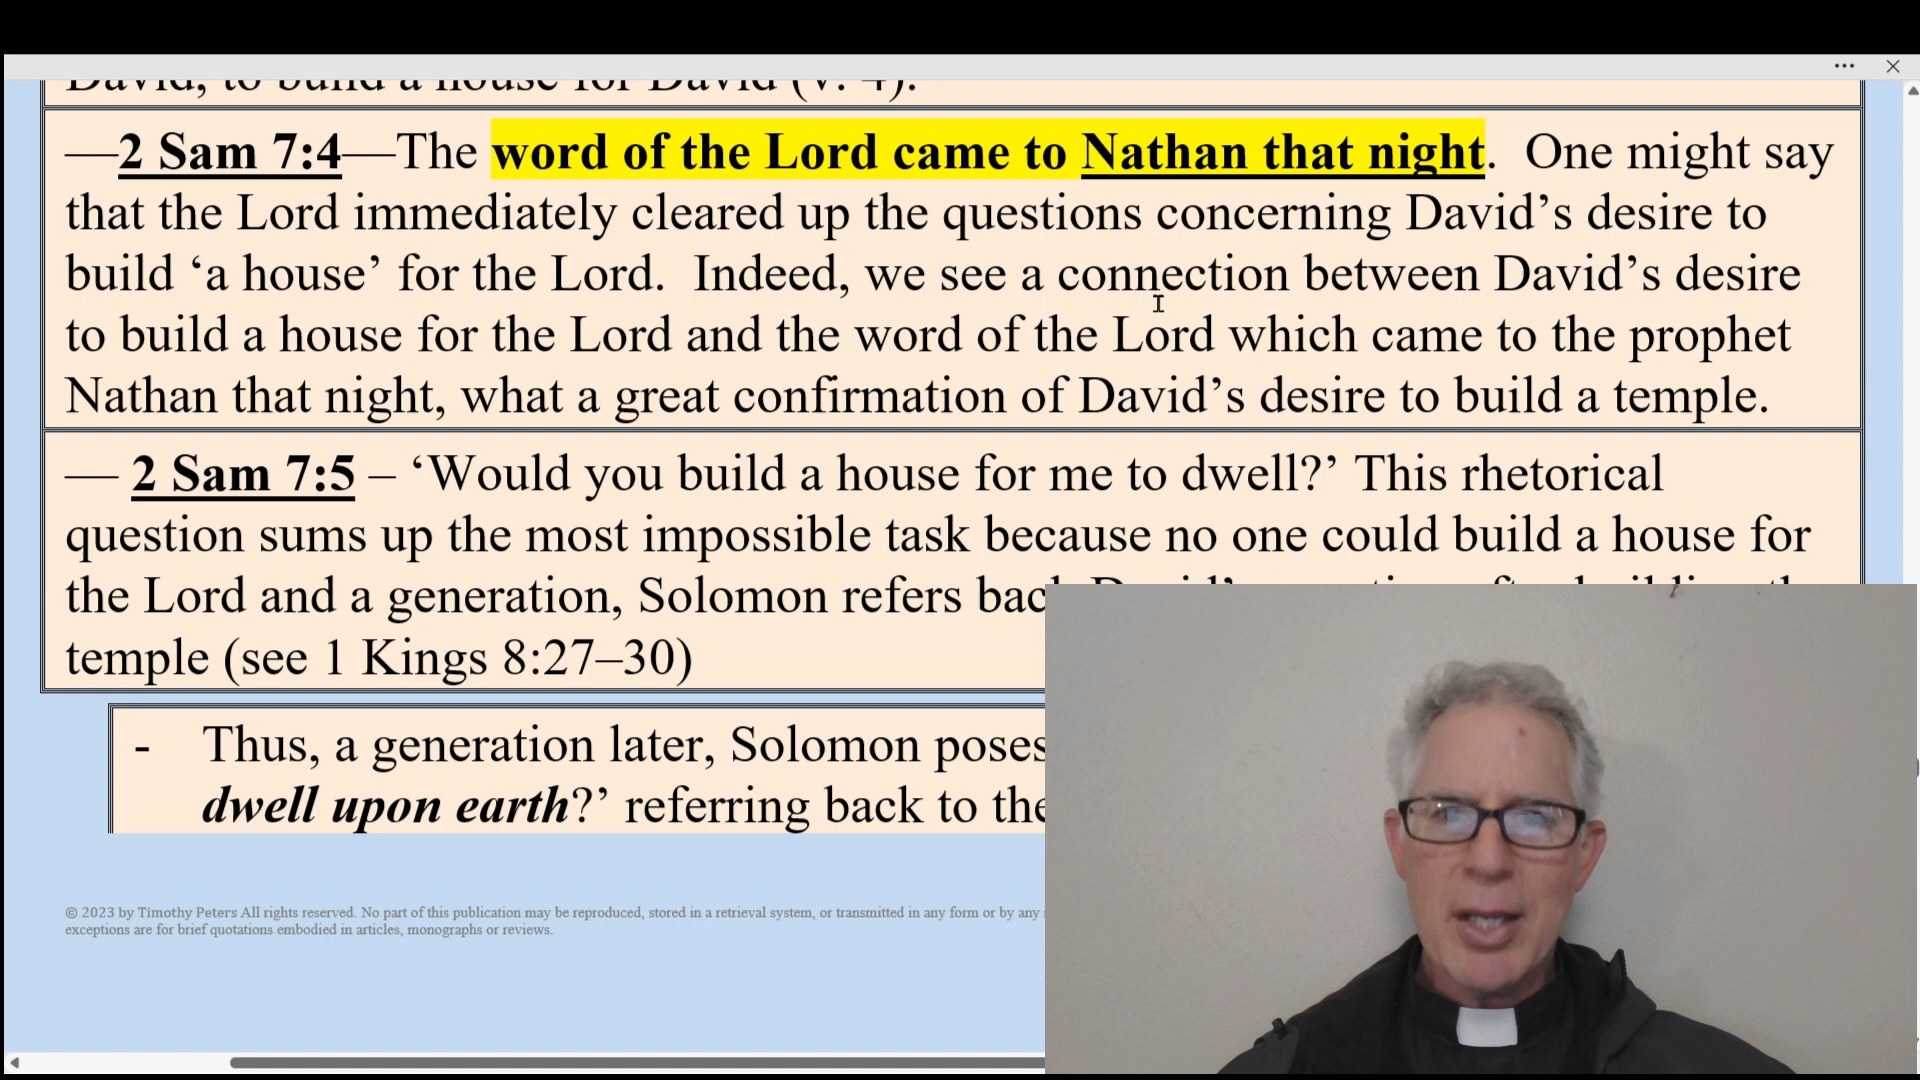 David, to build a house for David (v. 4).
—2 Sam 7:4—The word of the Lord came to Nathan that night. One might say
that the Lord immediately cleared up the questions concerning David’s desire to
build ‘a house’ for the Lord. Indeed, we see a connection between David’s desire
to build a house for the Lord and the word of the Lord which came to the prophet
Nathan that night, what a great confirmation of David’s desire to build a temple.
— 2 Sam 7:5 – ‘Would you build a house for me to dwell?’ This rhetorical
question sums up the most impossible task because no one could build a house for
the Lord and a generation, Solomon refers
temple (see 1 Kings 8:27–30)
- Thus, a generation later, Solomon poses
dwell upon earth?’ referring back to the
© 2023 by Timothy Peters All rights reserved. No part of this publication may be reproduced, stored in a retrieval system, or transmitted in any form or by any
exceptions are for brief quotations embodied in articles, monographs or reviews.